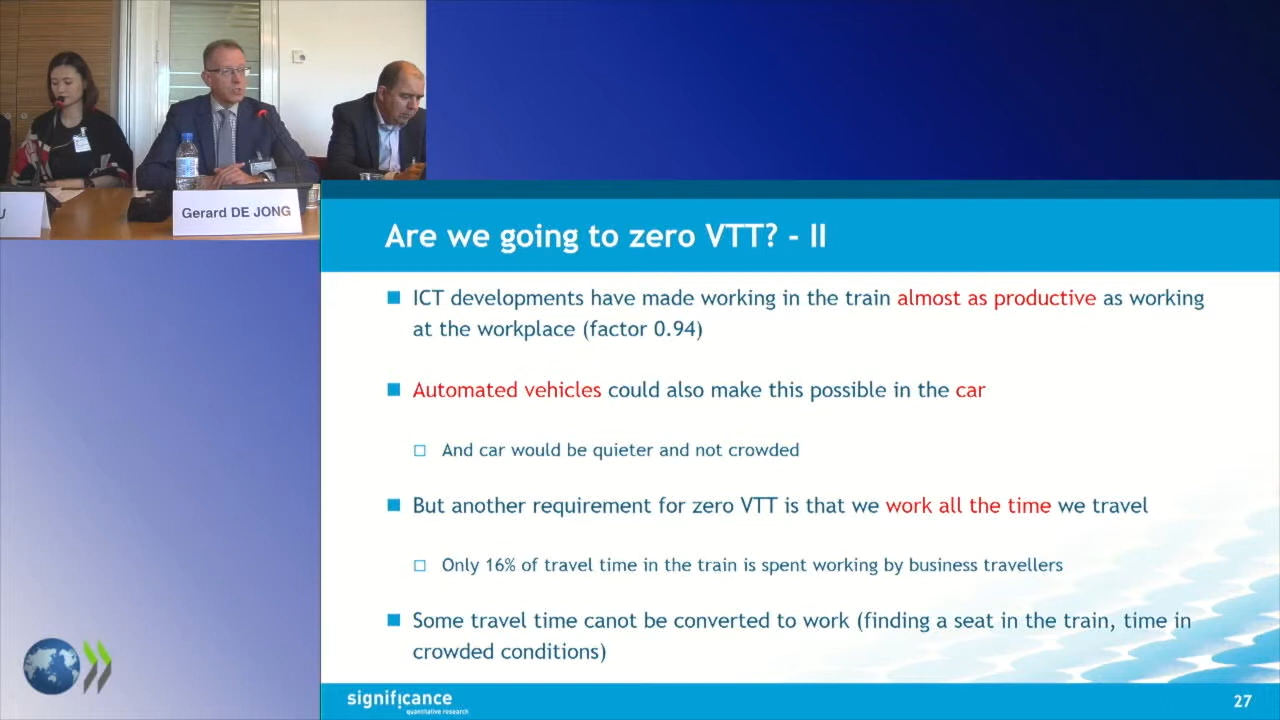 U
Gerard DE JONG
Are we going to zero VTT? - II
ICT developments have made working in the train almost as productive as working
at the workplace (factor 0.94)
Automated vehicles could also make this possible in the car
And car would be quieter and not crowded
But another requirement for zero VTT is that we work all the time we travel
Only 16% of travel time in the train is spent working by business travellers
Some travel time canot be converted to work (finding a seat in the train, time in
crowded conditions)
significance
quantitative research
27